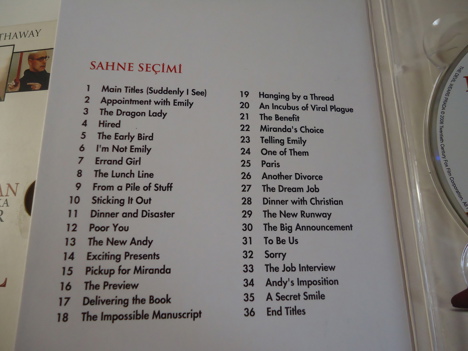 THAWAY
SAHNE SEÇİMİ
1 Main Titles (Suddenly I See)
2 Appointment with Emily
3 The Dragon Lady
4 Hired
5 The Early Bird
6 I'm Not Emily
7 Errand Girl
8 The Lunch Line
9 From a Pile of Stuff
10 Sticking It Out
11 Dinner and Disaster
12 Poor You
13 The New Andy
14 Exciting Presents
15 Pickup for Miranda
16 The Preview
17 Delivering the Book
18 The Impossible Manuscript
19 Hanging by a Thread
20 An Incubus of Viral Plague
21 The Benefit
22 Miranda's Choice
23 Telling Emily
24 One of Them
25 Paris
26 Another Divorce
27 The Dream Job
28 Dinner with Christian
29 The New Runway
30 The Big Announcement
31 To Be Us
32 Sorry
33 The Job Interview
34 Andy's Imposition
35 A Secret Smile
36 End Titles
AN
KA
R
L